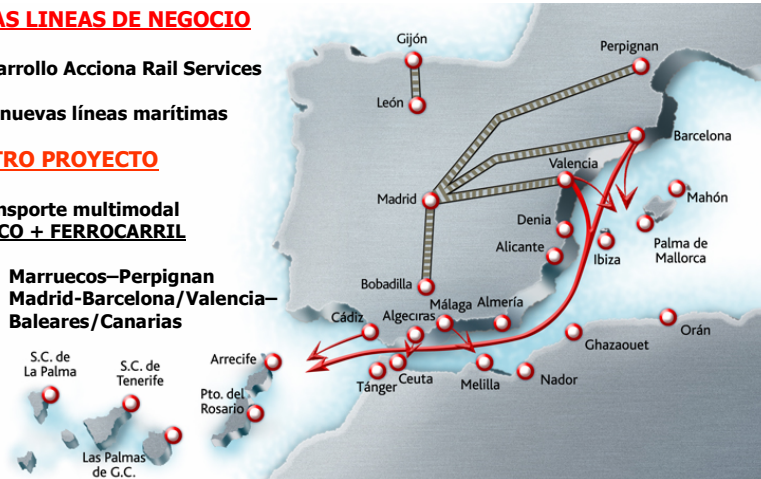 AS LINEAS DE NEGOCIO
arrollo Acciona Rail Services
nuevas líneas marítimas
TRO PROYECTO
nsporte multimodal
CO + FERROCARRIL
Marruecos–Perpignan
Madrid-Barcelona/Valencia–
Baleares/Canarias
Gijón
Perpignan
León
Barcelona
Valencia
Madrid
Mahón
Denia
Palma de
Mallorca
Alicante
Ibiza
Bobadilla
Málaga
Almería
Cádiz
Algeciras
Orán
Ghazaouet
S.C. de
La Palma
S.C. de
Tenerife
Arrecife
Tánger
Ceuta
Melilla
Nador
Pto. del
Rosario
Las Palmas
de G.C.